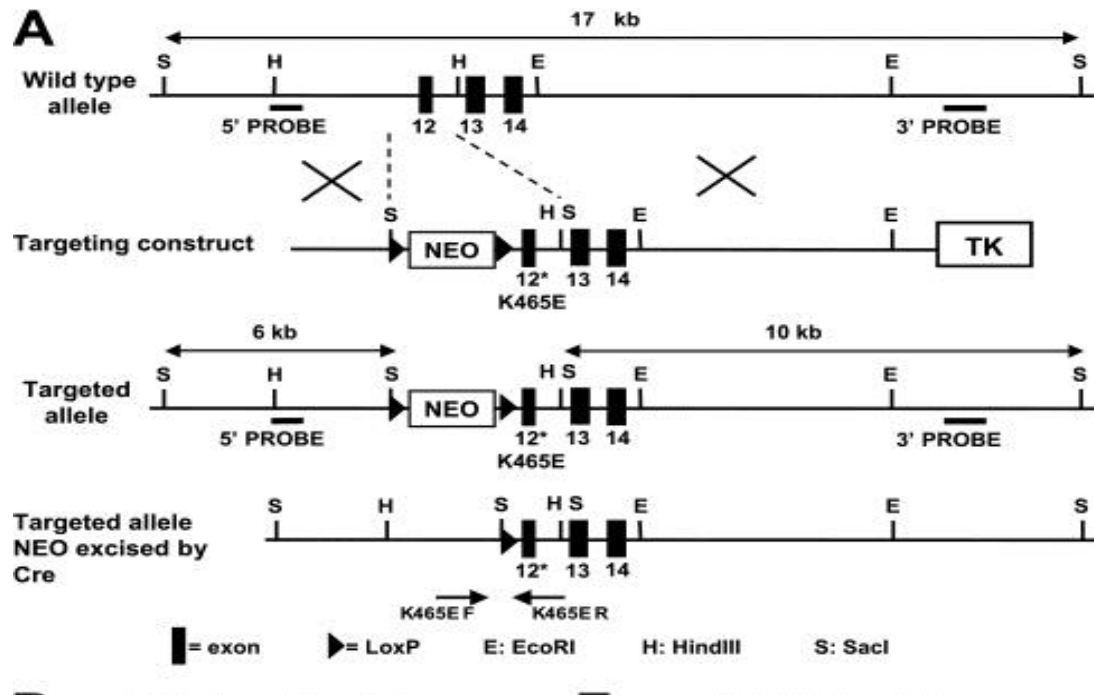 A
17 kb
S H H E E S
Wild type
allele
5' PROBE 12 13 14 3' PROBE
S H S E E
Targeting construct NEO TK
12* 13 14
K465E
6 kb 10 kb
S H S H S E E S
Targeted
allele
NEO
5' PROBE 12* 13 14 3' PROBE
K465E
S H S H S E E S
Targeted allele
NEO excised by
Cre
12* 13 14
K465E F K465E R
= exon = LoxP E: EcoRI H: HindIII S: SacI